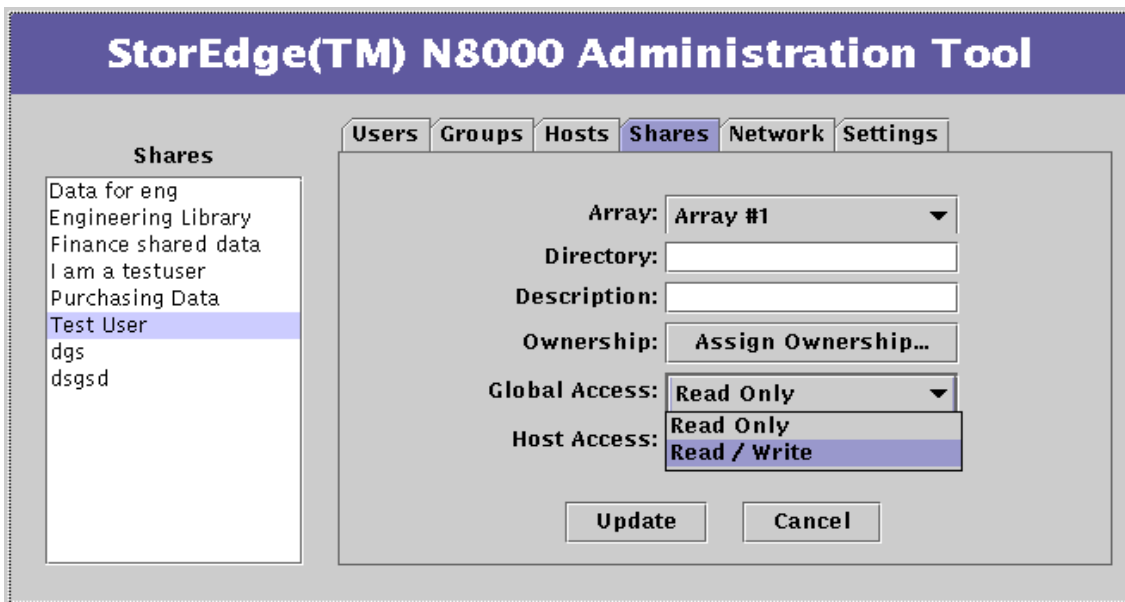 StorEdge(TM) N8000 Administration Tool
Users Groups Hosts Shares Network Settings
Shares
Data for eng
Engineering Library
Finance shared data
I am a testuser
Purchasing Data
Test User
dgs
dsgsd
Array: Array #1
Directory:
Description:
Ownership: Assign Ownership...
Global Access: Read Only
Read Only
Host Access:
Read / Write
Update Cancel